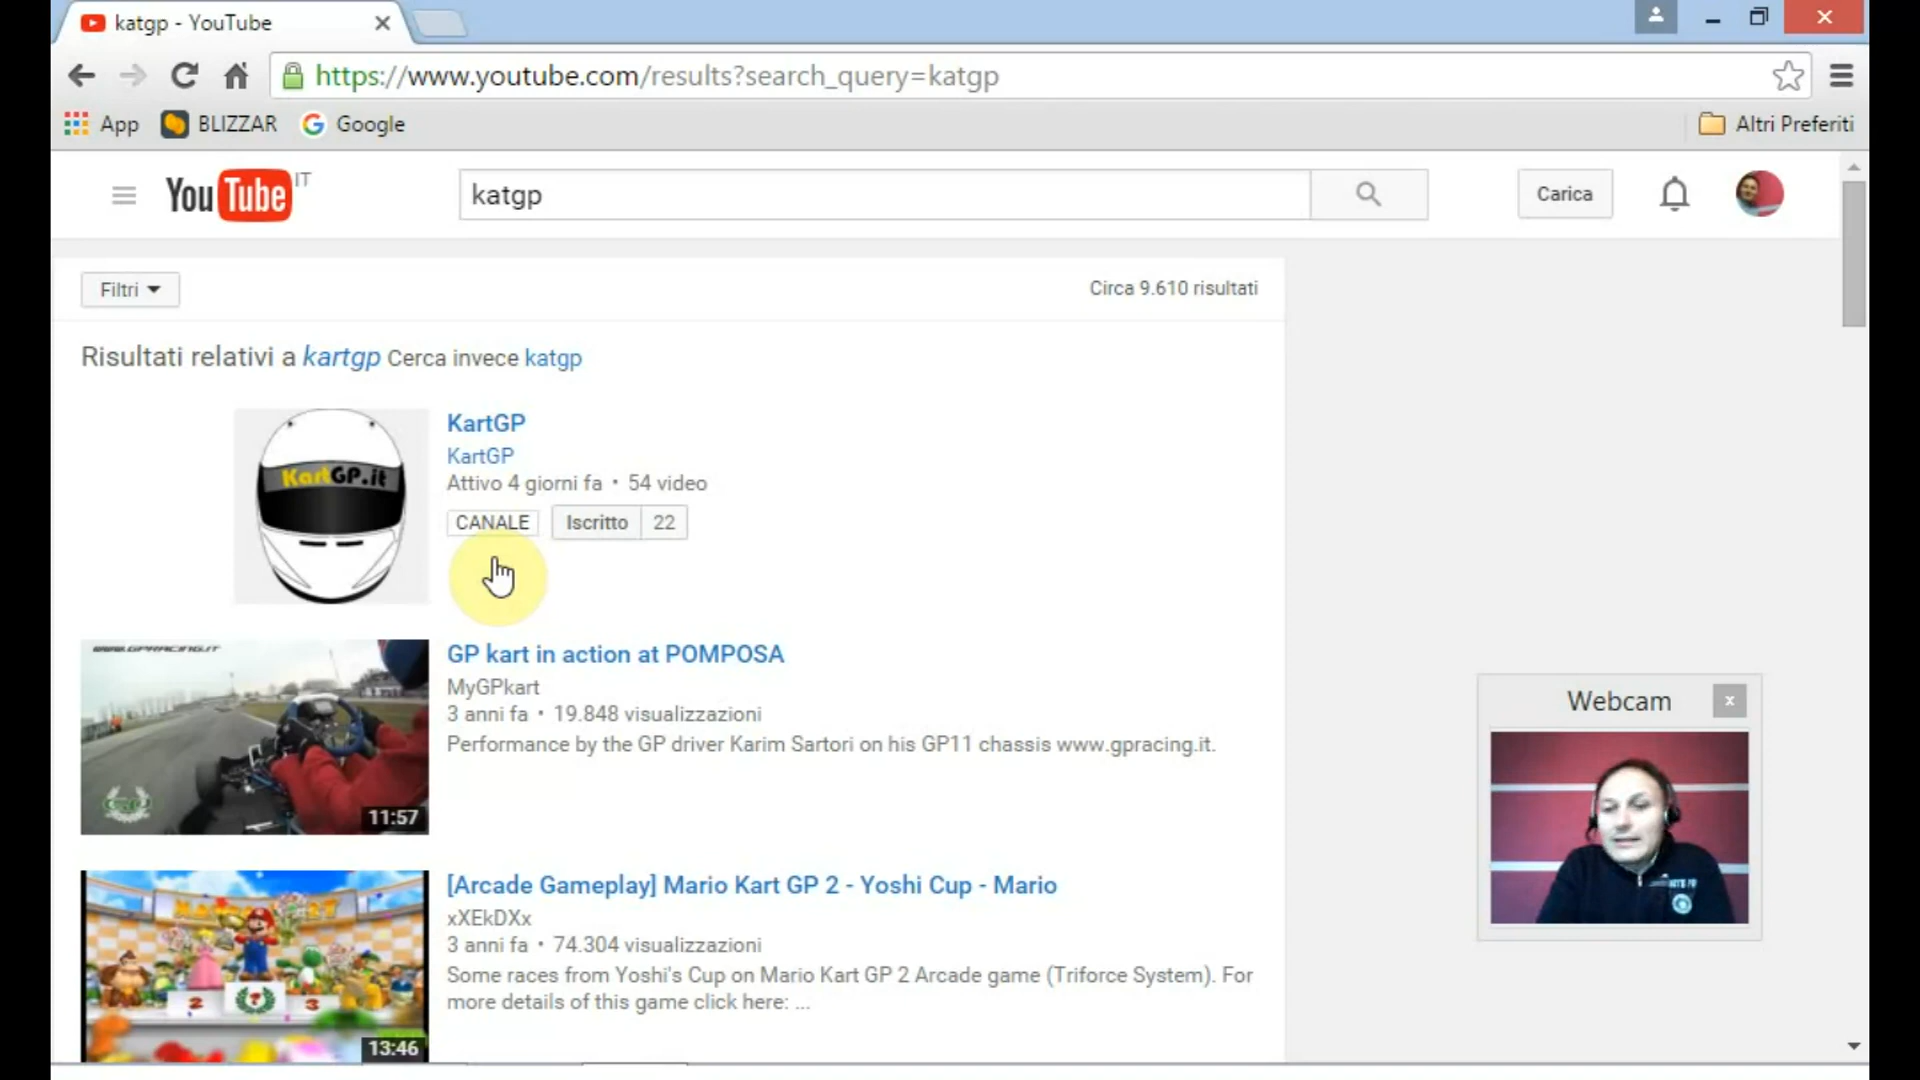 katgp - YouTube
https://www.youtube.com/results?search_query=katgp
App BLIZZAR Google Altri Preferiti
YouTube IT
katgp
Carica
Filtri
Circa 9.610 risultati
Risultati relativi a kartgp Cerca invece katgp
KartGP.it
KartGP
KartGP
Attivo 4 giorni fa • 54 video
CANALE Iscritto 22
WWW.GPRACING.IT
11:57
GP kart in action at POMPOSA
MyGPkart
3 anni fa • 19.848 visualizzazioni
Performance by the GP driver Karim Sartori on his GP11 chassis www.gpracing.it.
Webcam x
2 3
13:46
[Arcade Gameplay] Mario Kart GP 2 - Yoshi Cup - Mario
xXEkDXx
3 anni fa • 74.304 visualizzazioni
Some races from Yoshi's Cup on Mario Kart GP 2 Arcade game (Triforce System). For
more details of this game click here: ...